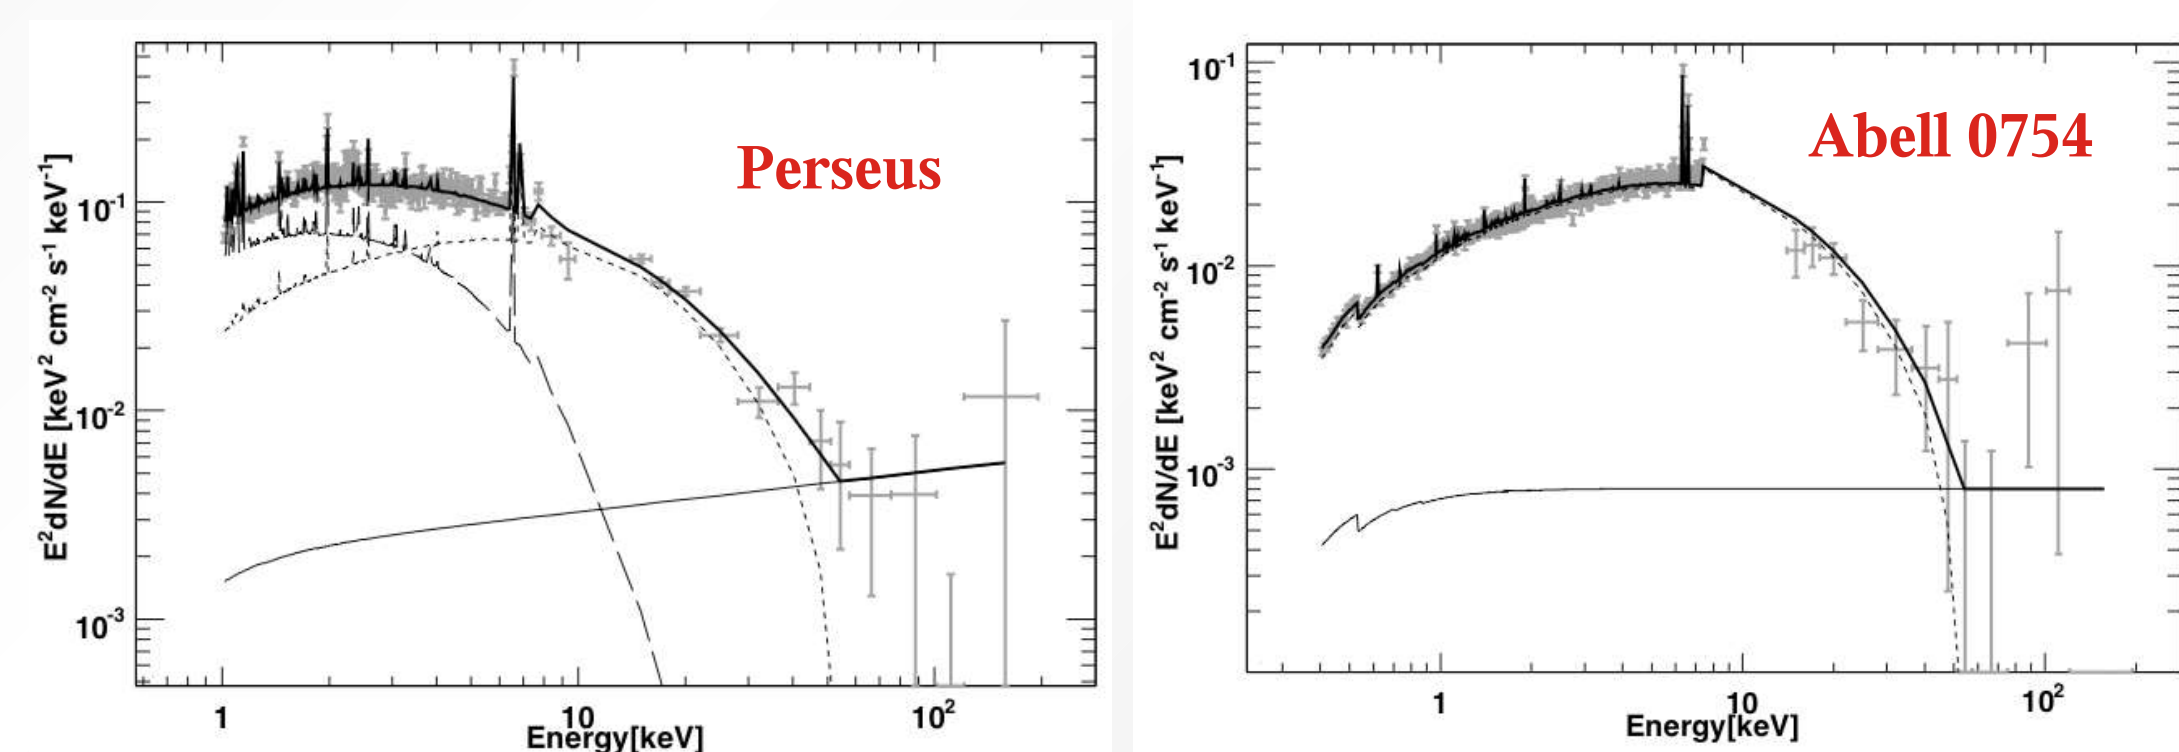 Perseus
E²dN/dE [keV² cm⁻² s⁻¹ keV⁻¹]
10⁻¹
10⁻²
10⁻³
1
10
10²
Energy[keV]
Abell 0754
E²dN/dE [keV² cm⁻² s⁻¹ keV⁻¹]
10⁻¹
10⁻²
10⁻³
1
10
10²
Energy[keV]